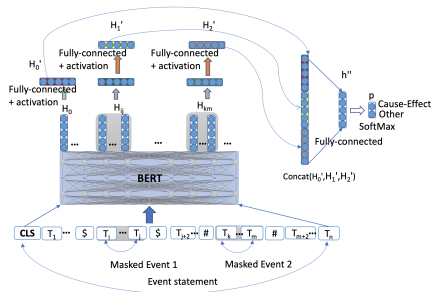 H1' H2'
H0'
Fully-connected + activation
Fully-connected + activation
Fully-connected + activation
h''
p
Cause-Effect
Other
SoftMax
Fully-connected
H0 Hij Hkm
... ... ... ...
BERT
Concat(H0',H1',H2')
CLS T1 ... $ Ti ... Tj $ Tj+2 ... # Tk ... Tm # Tm+2 ... Tn
Masked Event 1 Masked Event 2
Event statement